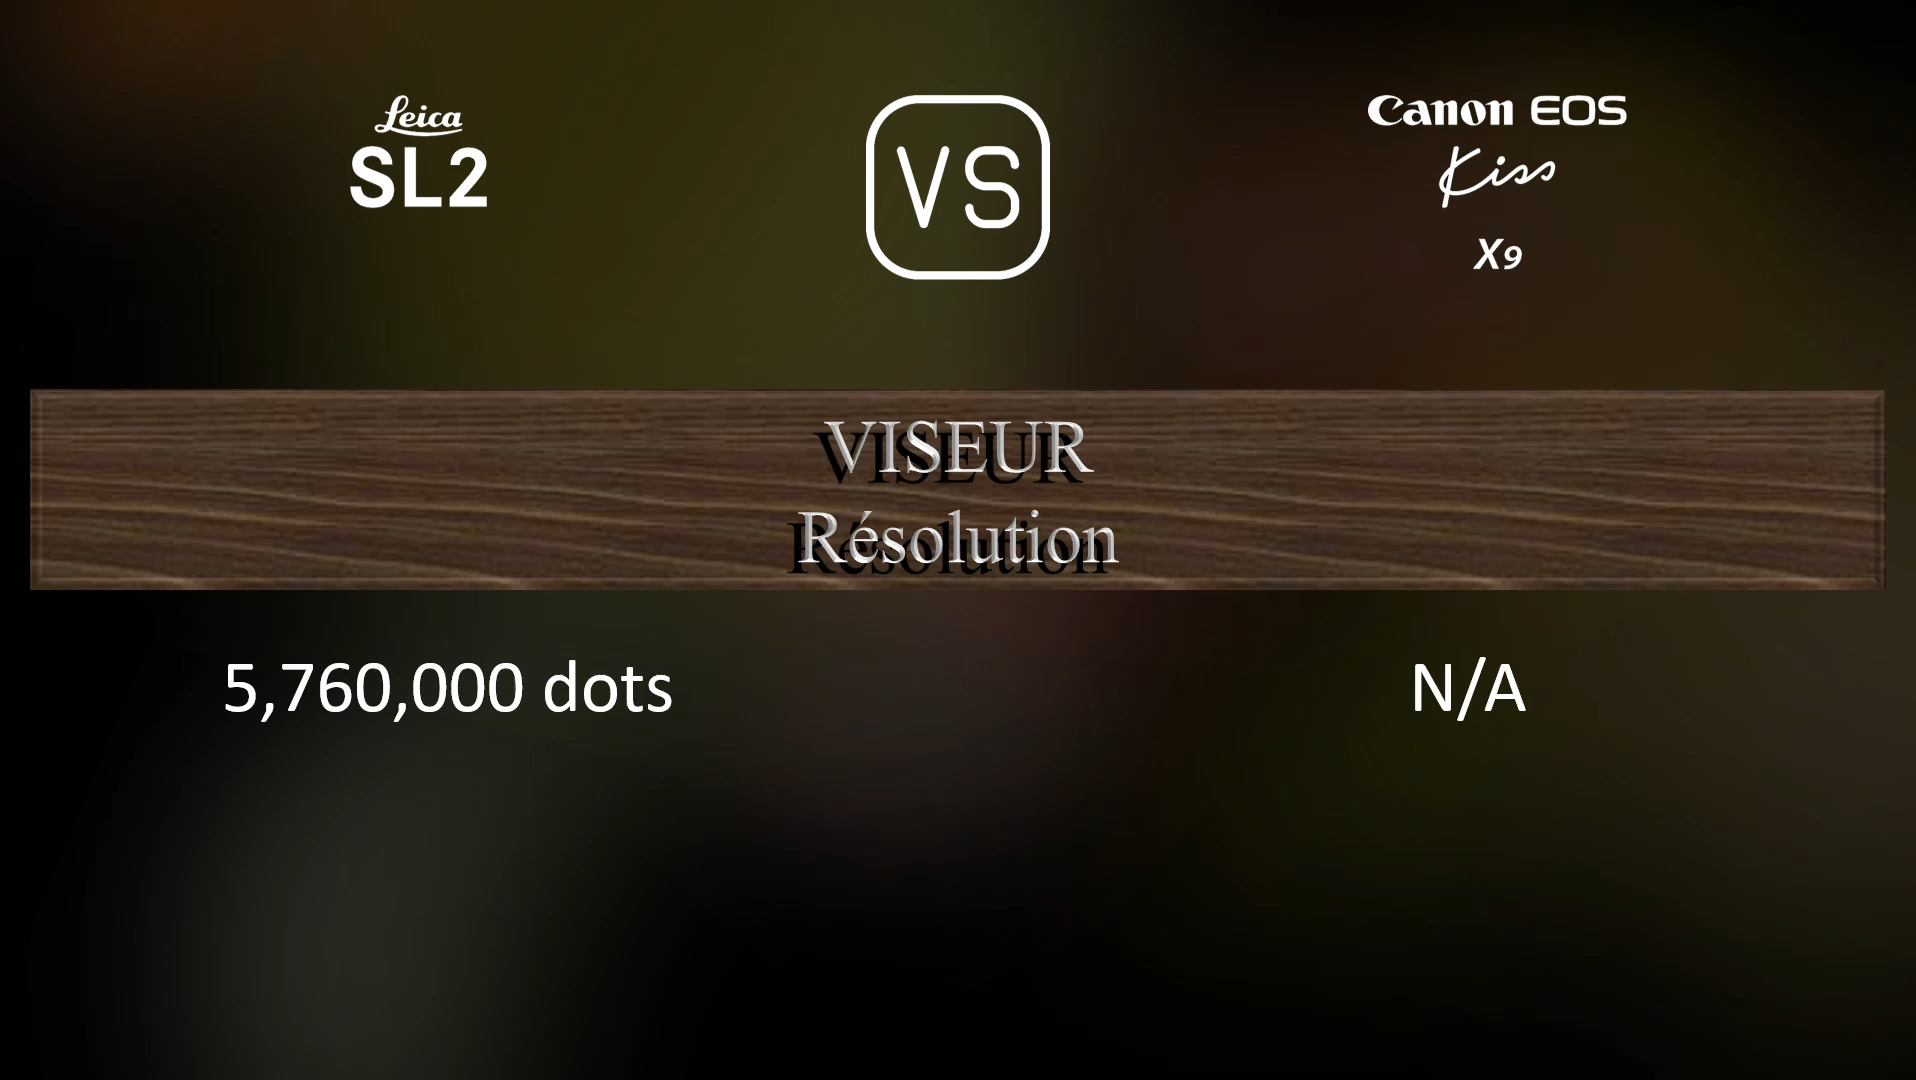 Leica
SL2
VS
Canon EOS
Kiss
X9
VISEUR
Résolution
5,760,000 dots
N/A